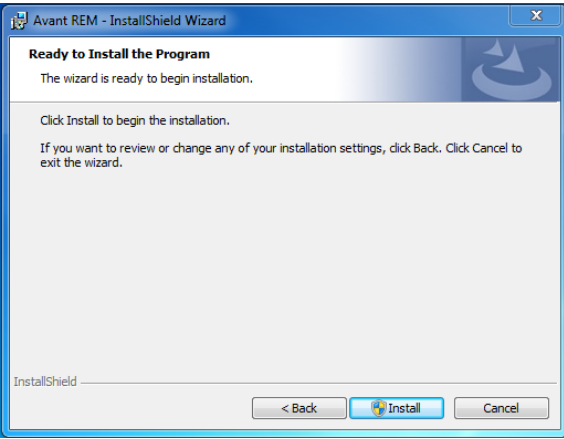 Avant REM - InstallShield Wizard
Ready to Install the Program
The wizard is ready to begin installation.
Click Install to begin the installation.
If you want to review or change any of your installation settings, click Back. Click Cancel to
exit the wizard.
InstallShield
< Back
Install
Cancel